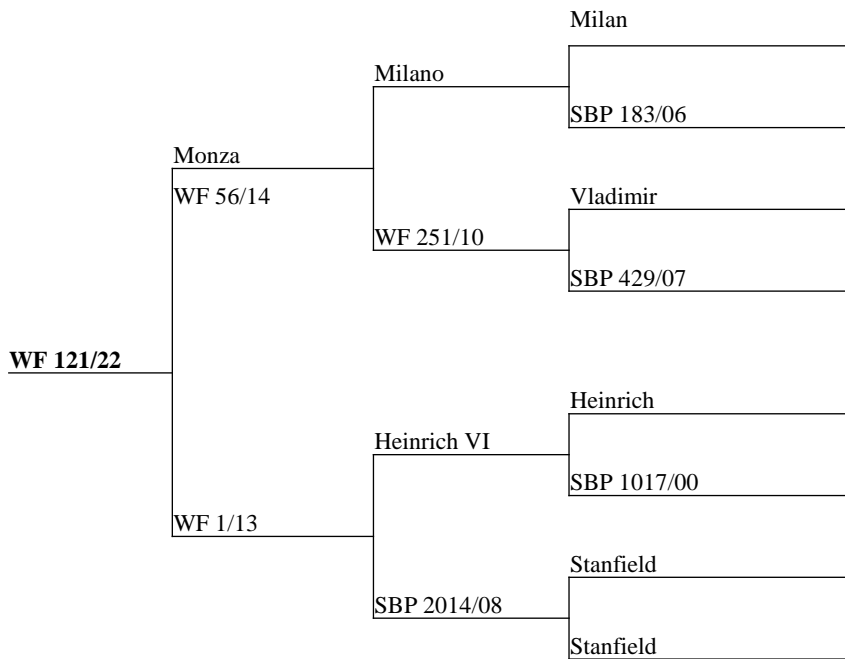 Milan
Milano
SBP 183/06
Monza
WF 56/14
Vladimir
WF 251/10
SBP 429/07
WF 121/22
Heinrich
Heinrich VI
SBP 1017/00
WF 1/13
Stanfield
SBP 2014/08
Stanfield